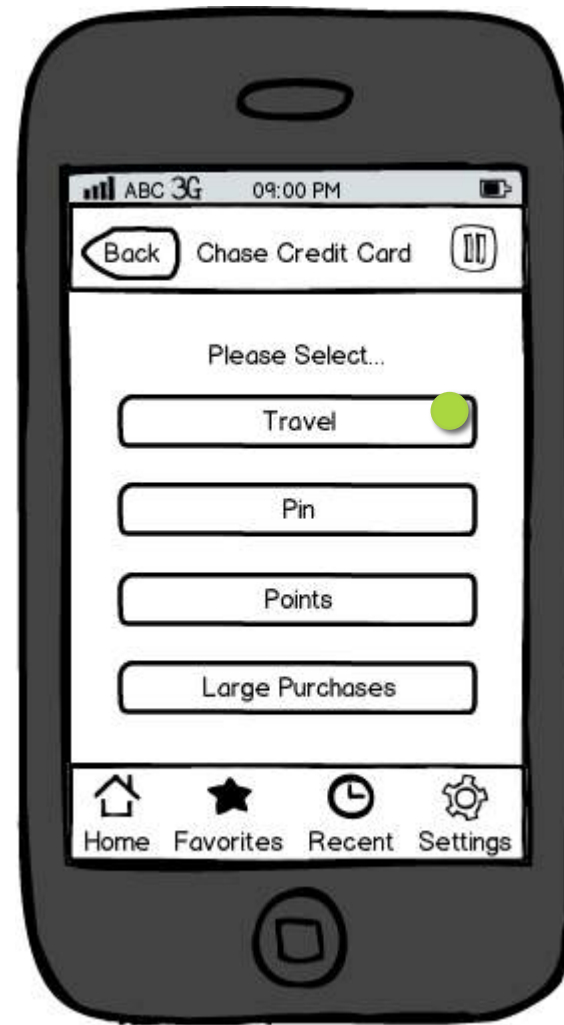 ABC 3G 09:00 PM
Back Chase Credit Card
Please Select...
Travel
Pin
Points
Large Purchases
Home Favorites Recent Settings